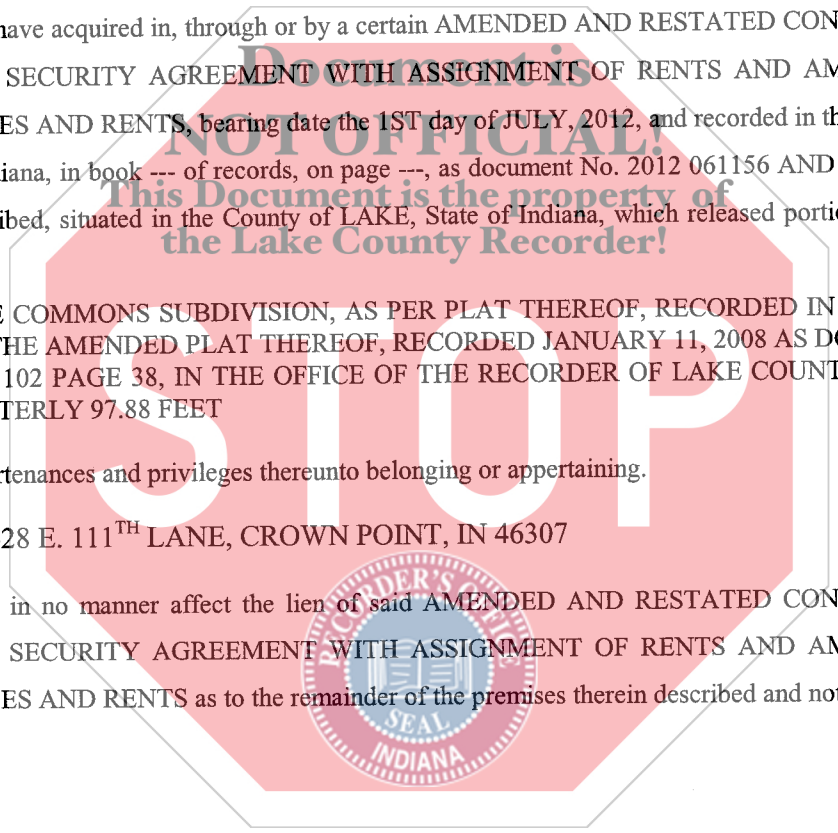 have acquired in, through or by a certain AMENDED AND RESTATED CON
Document is
SECURITY AGREEMENT WITH ASSIGNMENT OF RENTS AND AM
ES AND RENTS, bearing date the 1ST day of JULY, 2012, and recorded in th
NOT OFFICIAL!
iana, in book --- of records, on page ---, as document No. 2012 061156 AND
This Document is the property of
ibed, situated in the County of LAKE, State of Indiana, which released porti
the Lake County Recorder!
E COMMONS SUBDIVISION, AS PER PLAT THEREOF, RECORDED IN
THE AMENDED PLAT THEREOF, RECORDED JANUARY 11, 2008 AS DO
102 PAGE 38, IN THE OFFICE OF THE RECORDER OF LAKE COUNT
TERLY 97.88 FEET
STOP
rtenances and privileges thereunto belonging or appertaining.
28 E. 111TH LANE, CROWN POINT, IN 46307
RECORDER'S OFFICE
in no manner affect the lien of said AMENDED AND RESTATED CON
SECURITY AGREEMENT WITH ASSIGNMENT OF RENTS AND AM
ES AND RENTS as to the remainder of the premises therein described and not
SEAL
INDIANA